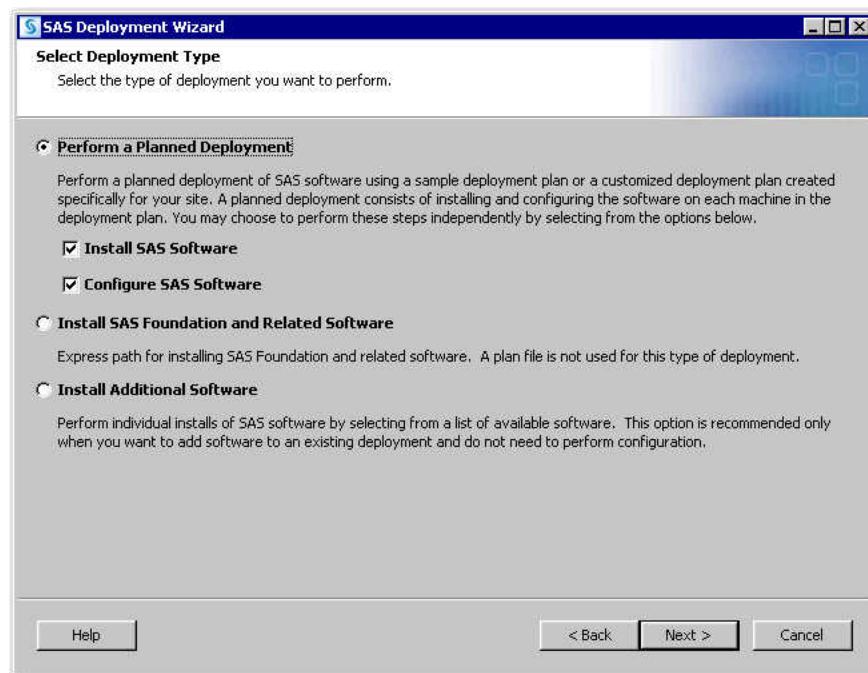 SAS Deployment Wizard
Select Deployment Type
Select the type of deployment you want to perform.
Perform a Planned Deployment
Perform a planned deployment of SAS software using a sample deployment plan or a customized deployment plan created
specifically for your site. A planned deployment consists of installing and configuring the software on each machine in the
deployment plan. You may choose to perform these steps independently by selecting from the options below.
Install SAS Software
Configure SAS Software
Install SAS Foundation and Related Software
Express path for installing SAS Foundation and related software. A plan file is not used for this type of deployment.
Install Additional Software
Perform individual installs of SAS software by selecting from a list of available software. This option is recommended only
when you want to add software to an existing deployment and do not need to perform configuration.
Help < Back Next > Cancel